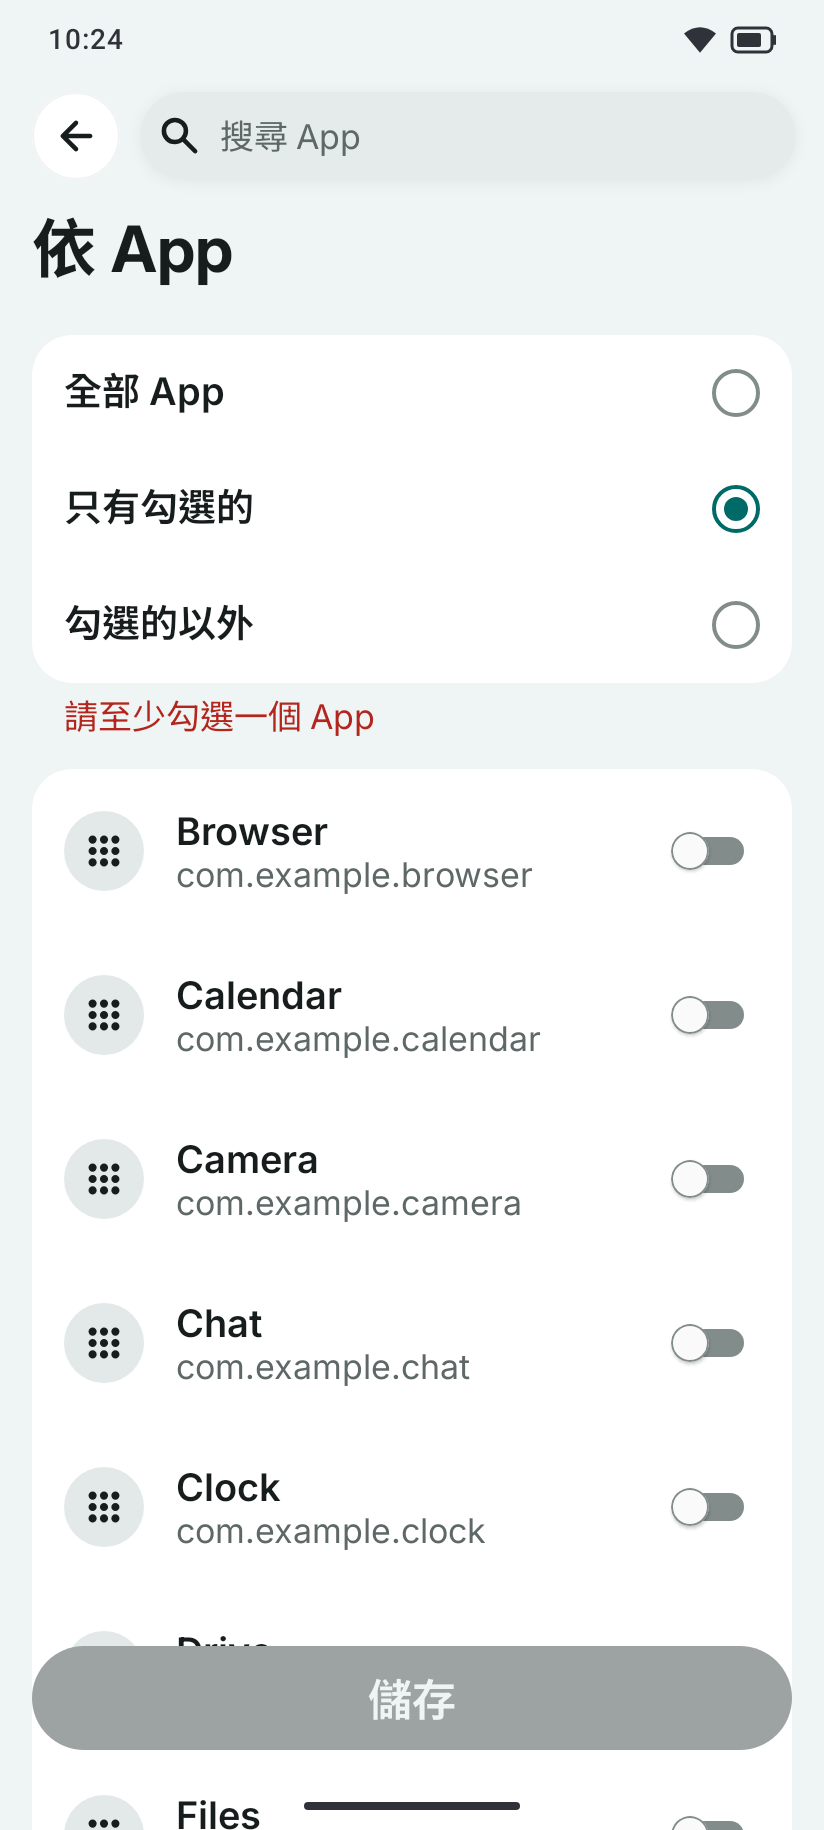 10:24
搜尋 App
依 App
全部 App
只有勾選的
勾選的以外
請至少勾選一個 App
Browser
com.example.browser
Calendar
com.example.calendar
Camera
com.example.camera
Chat
com.example.chat
Clock
com.example.clock
Drive
儲存
Files